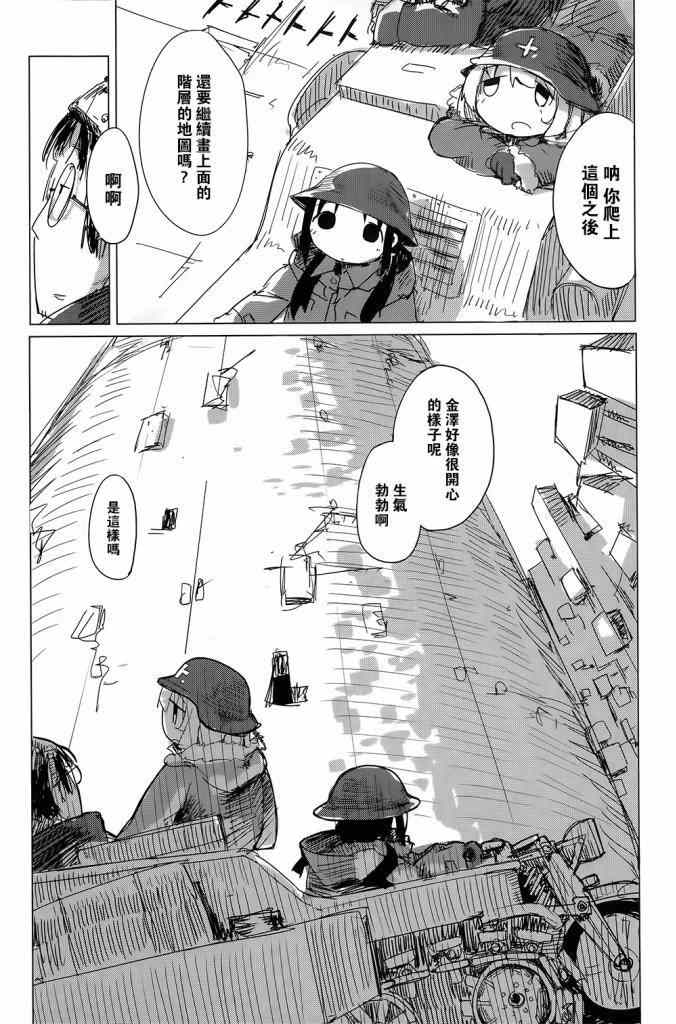 吶 你爬上
這個之後
還要繼續畫上面的
階層的地圖嗎？
啊啊
金澤好像很開心
的樣子呢
生氣
勃勃啊
是這樣嗎